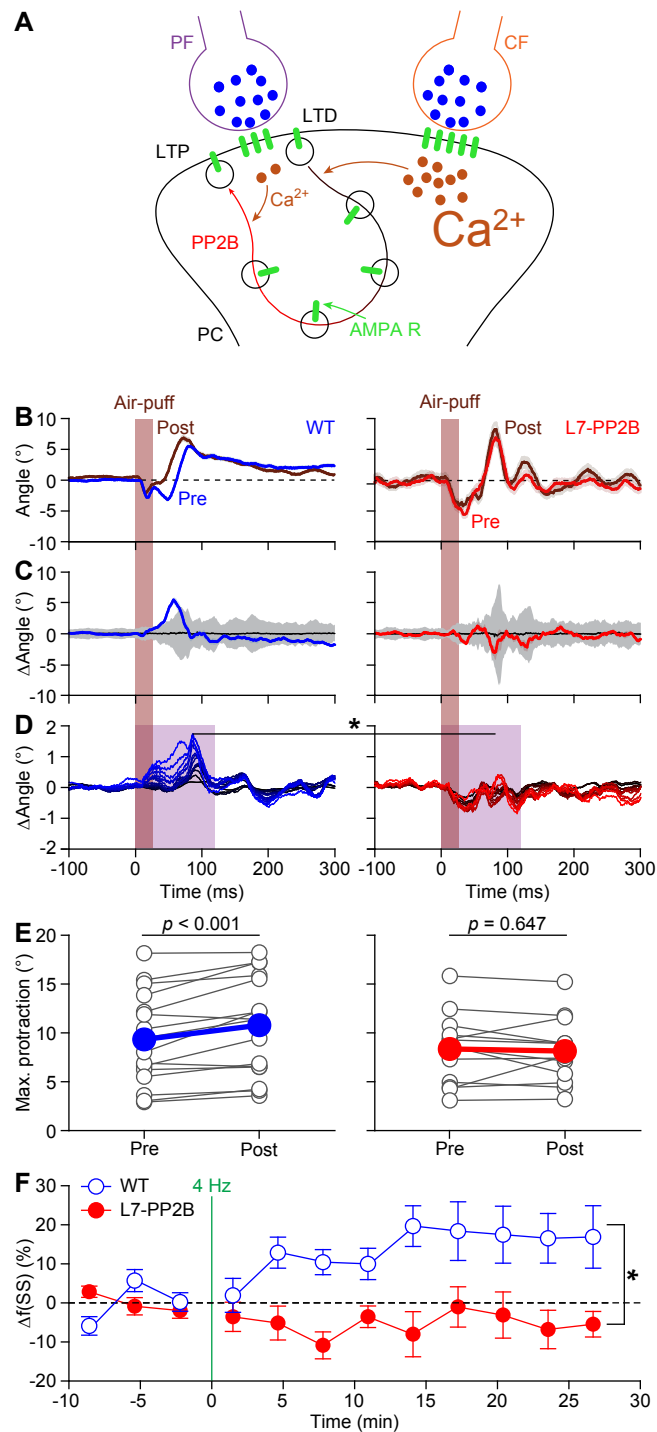 A
PF
CF
LTD
LTP
Ca2+
Ca2+
PP2B
PC
AMPA R
B
Air-puff
WT
Air-puff
L7-PP2B
Post
Post
Pre
Pre
Angle (°)
10
5
0
-5
-10
C
ΔAngle (°)
10
5
0
-5
-10
D
*
ΔAngle (°)
2
1
0
-1
2
-100 0 100 200 300
-100 0 100 200 300
Time (ms)
Time (ms)
E
p < 0.001
p = 0.647
Max. protraction (°)
20
15
10
5
0
Pre Post
Pre Post
F
WT
L7-PP2B
4 Hz
Δf(SS) (%)
30
20
10
0
-10
-20
*
-10 -5 0 5 10 15 20 25 30
Time (min)